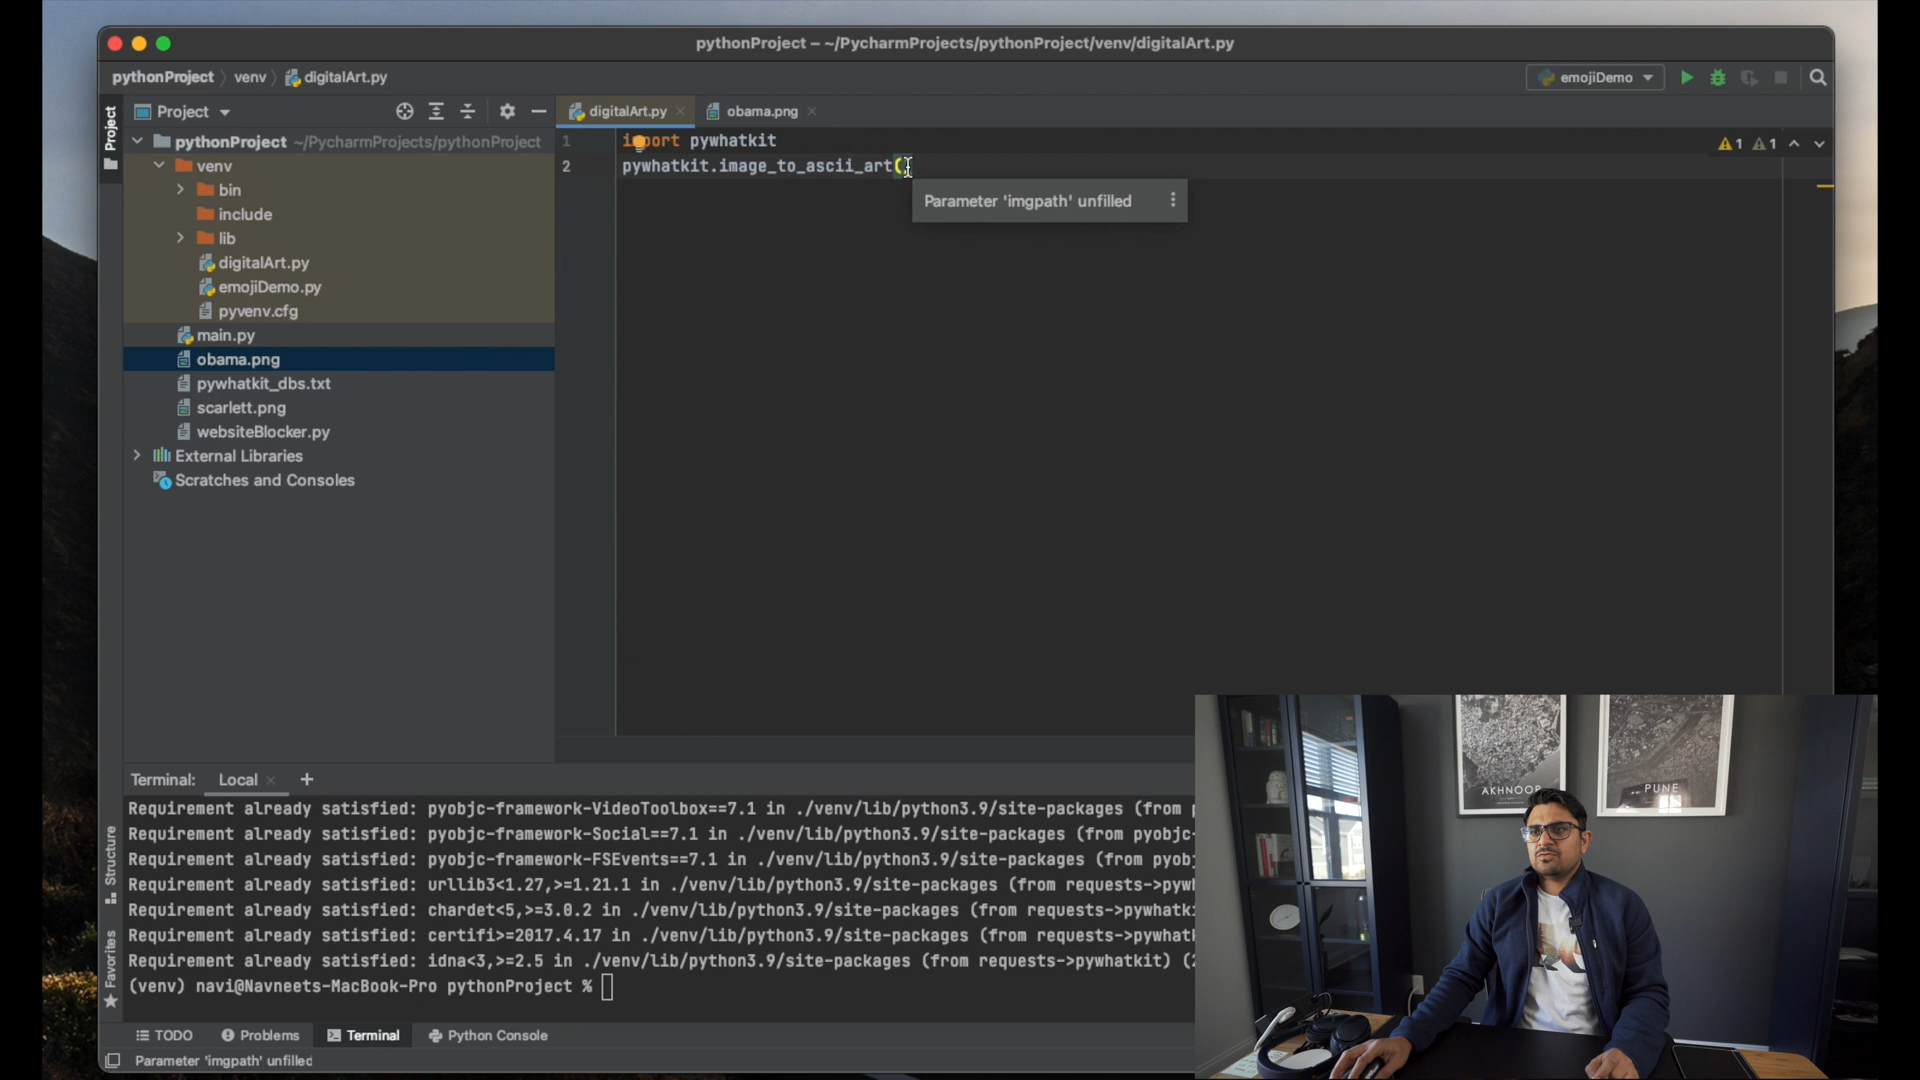 pythonProject – ~/PycharmProjects/pythonProject/venv/digitalArt.py
pythonProject
venv
digitalArt.py
emojiDemo
Project
Project
pythonProject ~/PycharmProjects/pythonProject
venv
bin
include
lib
digitalArt.py
emojiDemo.py
pyvenv.cfg
main.py
obama.png
pywhatkit_dbs.txt
scarlett.png
websiteBlocker.py
External Libraries
Scratches and Consoles
digitalArt.py
obama.png
1
import pywhatkit
1
1
2
pywhatkit.image_to_ascii_art(
Parameter 'imgpath' unfilled
Terminal:
Local
Requirement already satisfied: pyobjc-framework-VideoToolbox==7.1 in ./venv/lib/python3.9/site-packages (from p
Requirement already satisfied: pyobjc-framework-Social==7.1 in ./venv/lib/python3.9/site-packages (from pyobjc-
Requirement already satisfied: pyobjc-framework-FSEvents==7.1 in ./venv/lib/python3.9/site-packages (from pyob
Requirement already satisfied: urllib3<1.27,>=1.21.1 in ./venv/lib/python3.9/site-packages (from requests->pywh
Requirement already satisfied: chardet<5,>=3.0.2 in ./venv/lib/python3.9/site-packages (from requests->pywhatki
Requirement already satisfied: certifi>=2017.4.17 in ./venv/lib/python3.9/site-packages (from requests->pywhat
Requirement already satisfied: idna<3,>=2.5 in ./venv/lib/python3.9/site-packages (from requests->pywhatkit) (2
(venv) navi@Navneets-MacBook-Pro pythonProject %
Structure
Favorites
TODO
Problems
Terminal
Python Console
Parameter 'imgpath' unfilled
AKHNOOR
PUNE